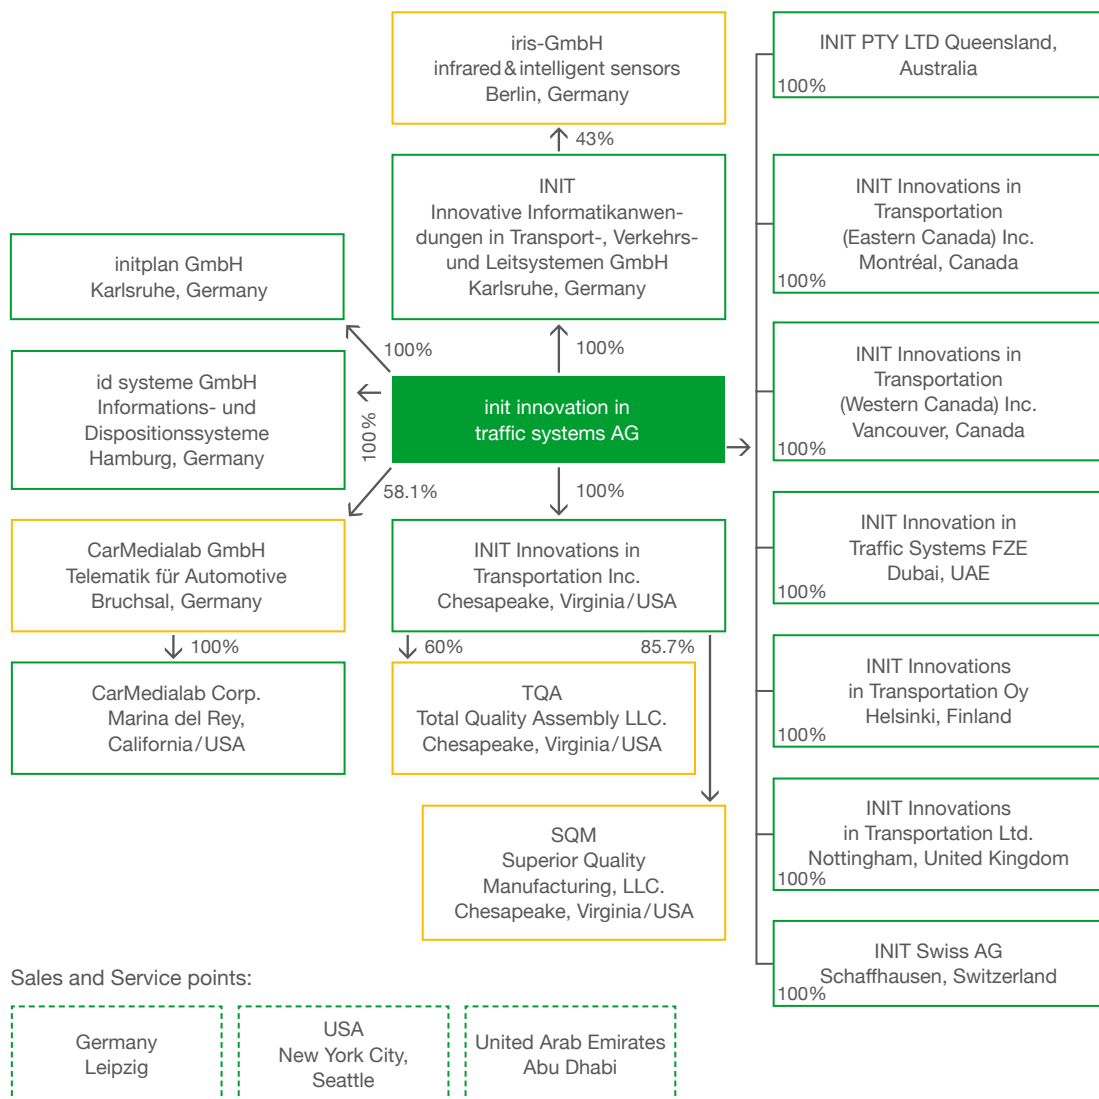 iris-GmbH
infrared & intelligent sensors
Berlin, Germany
43%
INIT
Innovative Informatikanwen-
dungen in Transport-, Verkehrs-
und Leitsystemen GmbH
Karlsruhe, Germany
initplan GmbH
Karlsruhe, Germany
100%
100%
id systeme GmbH
Informations- und
Dispositionssysteme
Hamburg, Germany
100%
init innovation in
traffic systems AG
58.1%
100%
CarMedialab GmbH
Telematik für Automotive
Bruchsal, Germany
INIT Innovations in
Transportation Inc.
Chesapeake, Virginia/USA
100%
60%
85.7%
CarMedialab Corp.
Marina del Rey,
California/USA
TQA
Total Quality Assembly LLC.
Chesapeake, Virginia/USA
SQM
Superior Quality
Manufacturing, LLC.
Chesapeake, Virginia/USA
INIT PTY LTD Queensland,
Australia
100%
INIT Innovations in
Transportation
(Eastern Canada) Inc.
Montréal, Canada
100%
INIT Innovations in
Transportation
(Western Canada) Inc.
Vancouver, Canada
100%
INIT Innovation in
Traffic Systems FZE
Dubai, UAE
100%
INIT Innovations
in Transportation Oy
Helsinki, Finland
100%
INIT Innovations
in Transportation Ltd.
Nottingham, United Kingdom
100%
INIT Swiss AG
Schaffhausen, Switzerland
100%
Sales and Service points:
Germany
Leipzig
USA
New York City,
Seattle
United Arab Emirates
Abu Dhabi